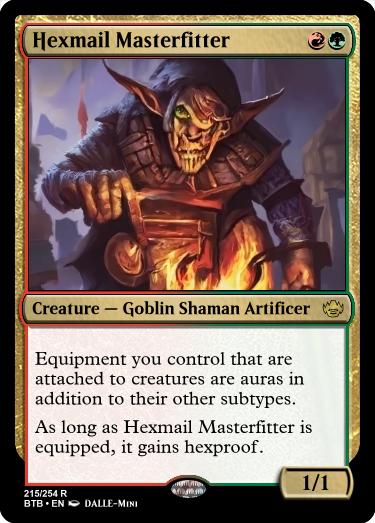 Hexmail Masterfitter
Creature — Goblin Shaman Artificer
Equipment you control that are
attached to creatures are auras in
addition to their other subtypes.
As long as Hexmail Masterfitter is
equipped, it gains hexproof.
1/1
215/254 R
BTB • EN DALLE-Mini